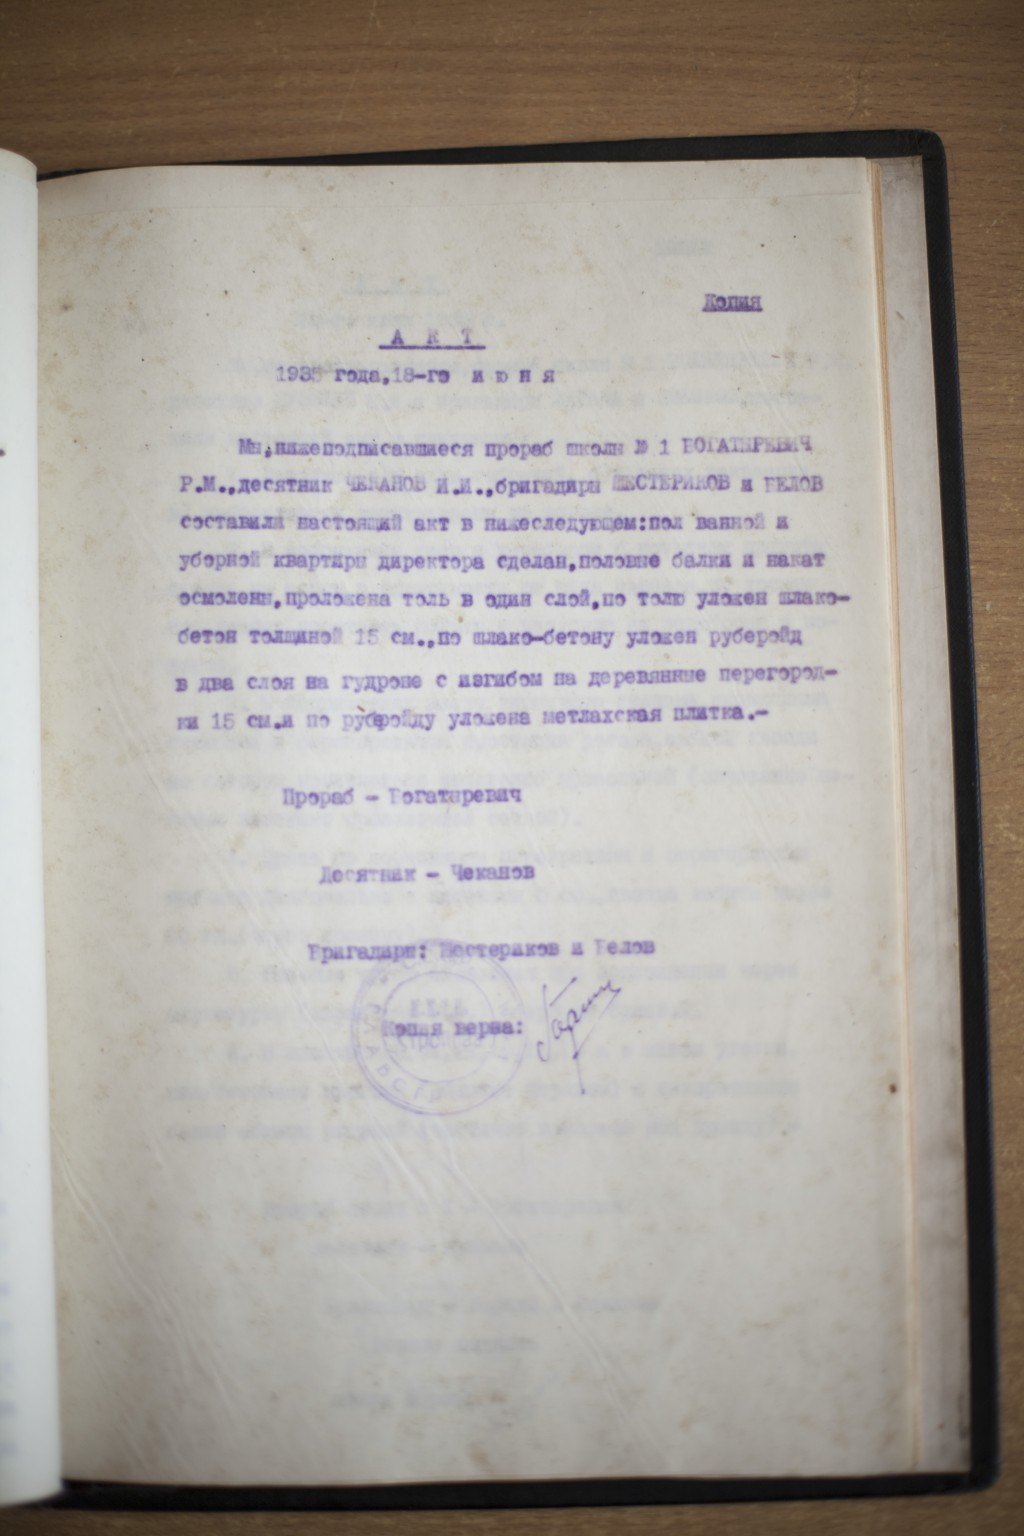 Копия
А К Т
1935 года,18-го и ю н я
Мы,нижеподписавшиеся прораб школы № 1 БОГАТЫРЕВИЧ
Р.М.,десятник ЧЕКАНОВ И.И.,бригадиры ШЕСТЕРИКОВ и БЕЛОВ
составили настоящий акт в нижеследующем:пол ванной и
уборной квартиры директора сделан,половые балки и накат
осмолены,проложена толь в один слой,по толю уложен шлако-
бетон толщиной 15 см.,по шлако-бетону уложен руберойд
в два слоя на гудроне с изгибом на деревянные перегород-
ки 15 см.и по руберойду уложена метлахская плитка.-
Прораб - Богатыревич
Десятник - Чеканов
Бригадиры: Шестериков и Белов
Копия верна: